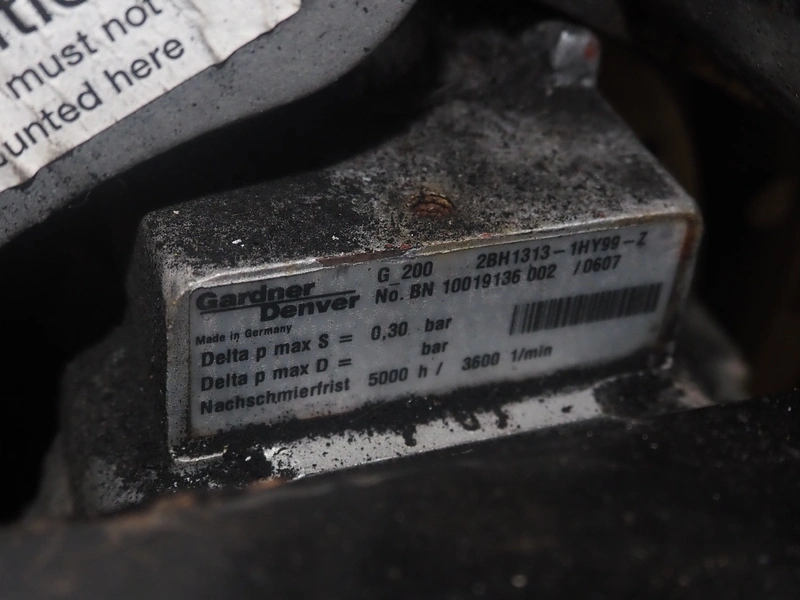 must not
unted here
Gardner
Denver
G_200 2BH1313-1HY99-Z
No. BN 10019136 002 /0607
Made in Germany
Delta p max S = 0,30 bar
Delta p max D = bar
Nachschmierfrist 5000 h / 3600 1/min